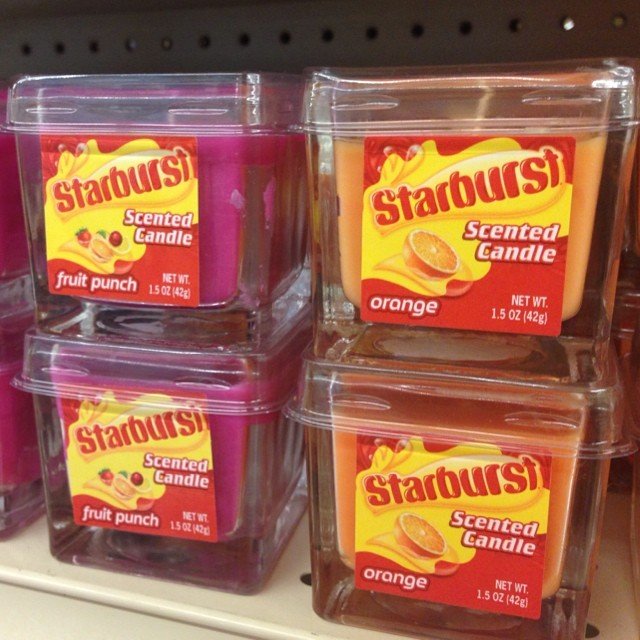 Starburst
Scented
Candle
fruit punch
NET WT.
1.5 OZ (42g)
Starburst
Scented
Candle
orange
NET WT.
1.5 OZ (42g)
Starburst
Scented
Candle
fruit punch
NET WT.
1.5 OZ (42g)
Starburst
Scented
Candle
orange
NET WT.
1.5 OZ (42g)